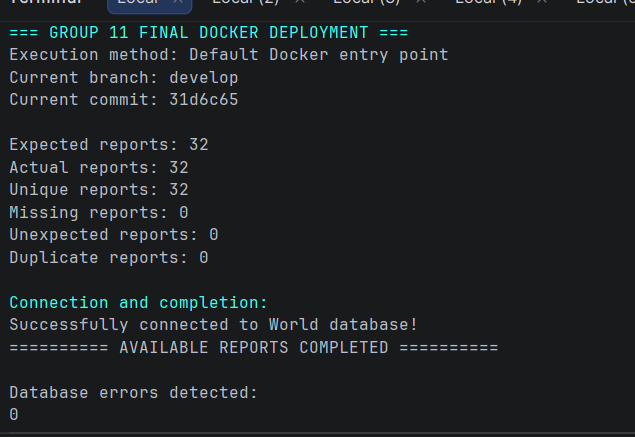 Terminal Local × Local (2) × Local (3) × Local (4) ×
=== GROUP 11 FINAL DOCKER DEPLOYMENT ===
Execution method: Default Docker entry point
Current branch: develop
Current commit: 31d6c65
Expected reports: 32
Actual reports: 32
Unique reports: 32
Missing reports: 0
Unexpected reports: 0
Duplicate reports: 0
Connection and completion:
Successfully connected to World database!
========== AVAILABLE REPORTS COMPLETED ==========
Database errors detected:
0